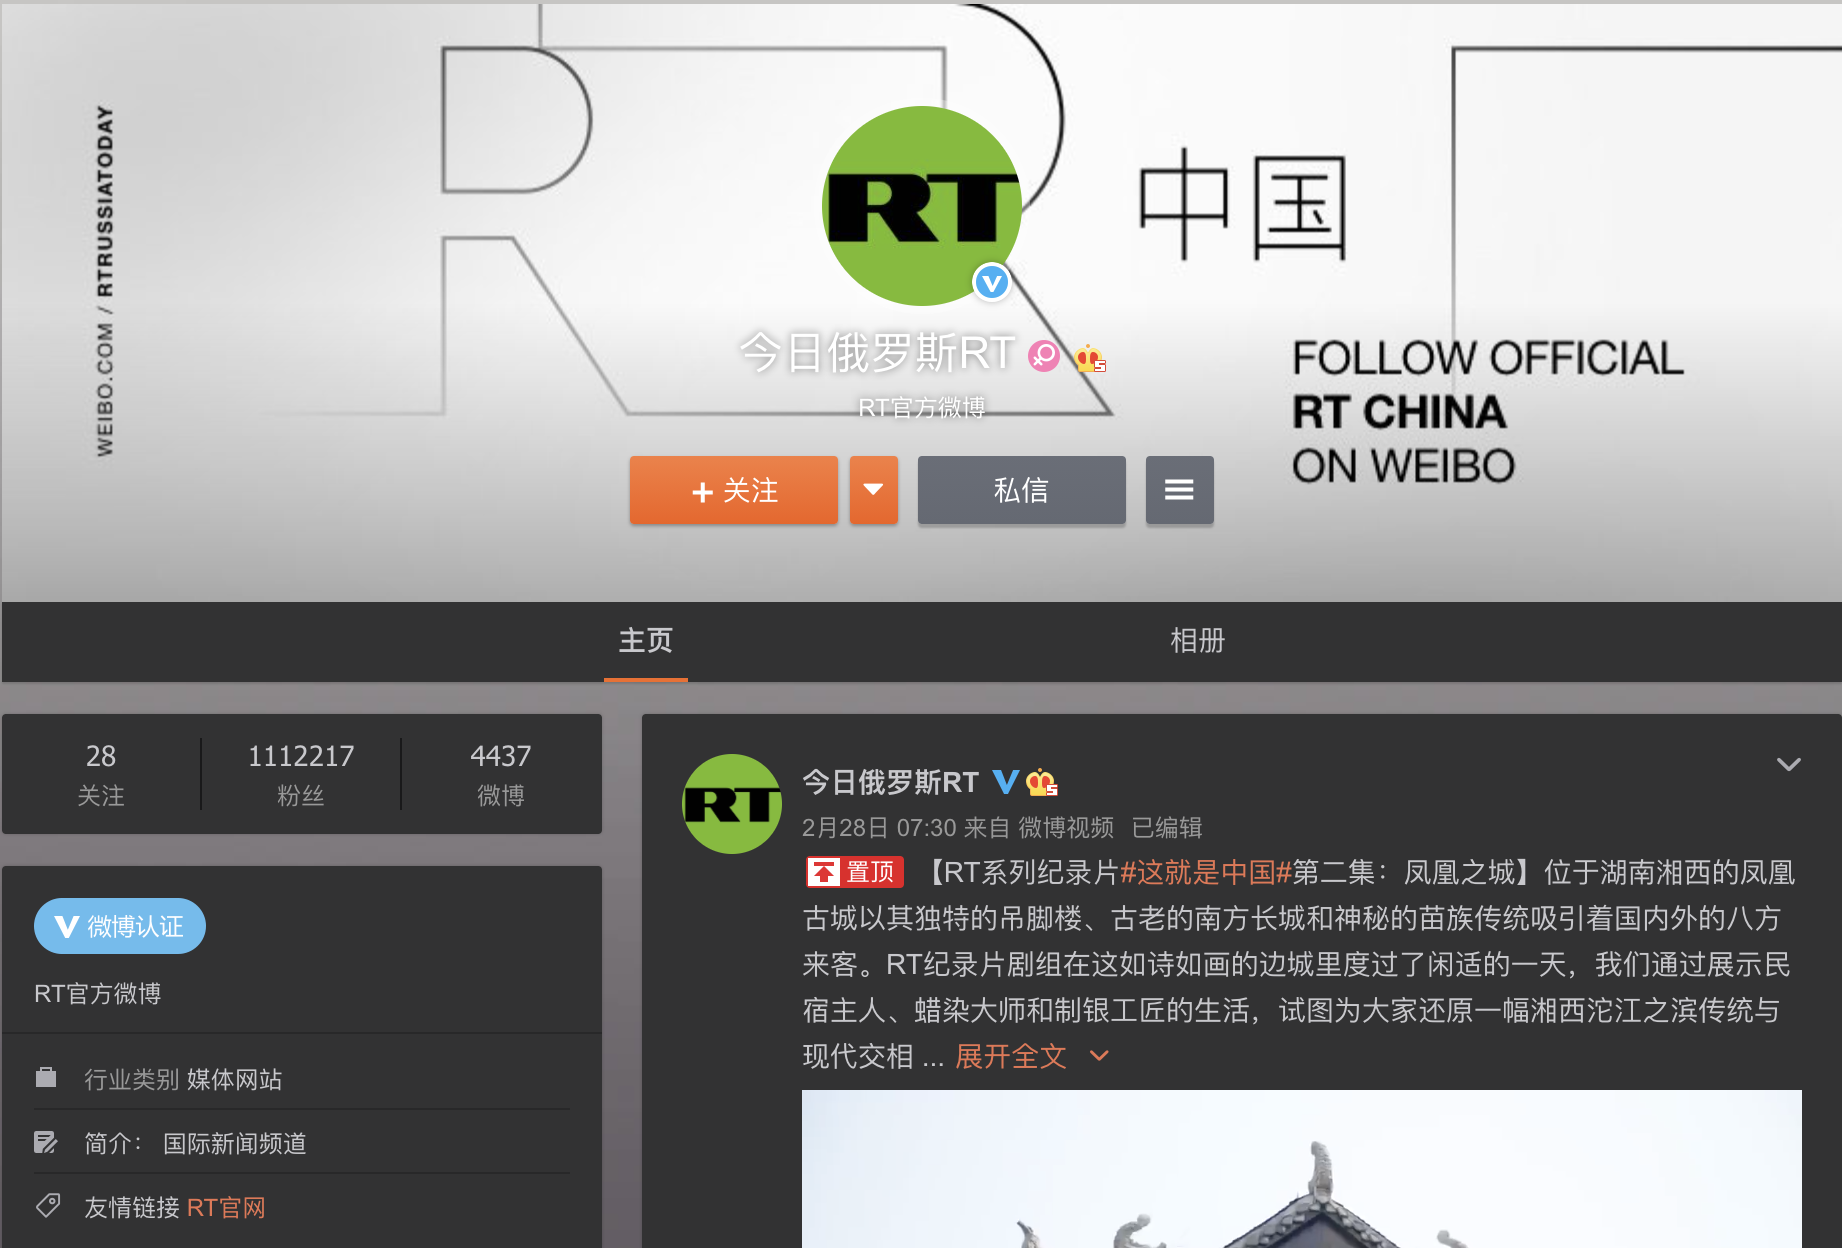 WEIBO.COM / RTRUSSIATODAY
RT
中国
今日俄罗斯RT
RT官方微博
FOLLOW OFFICIAL
RT CHINA
ON WEIBO
+ 关注
私信
主页
相册
28
关注
1112217
粉丝
4437
微博
V 微博认证
RT官方微博
行业类别 媒体网站
简介： 国际新闻频道
友情链接 RT官网
RT
今日俄罗斯RT
2月28日 07:30 来自 微博视频 已编辑
置顶 【RT系列纪录片#这就是中国#第二集：凤凰之城】位于湖南湘西的凤凰
古城以其独特的吊脚楼、古老的南方长城和神秘的苗族传统吸引着国内外的八方
来客。RT纪录片剧组在这如诗如画的边城里度过了闲适的一天，我们通过展示民
宿主人、蜡染大师和制银工匠的生活，试图为大家还原一幅湘西沱江之滨传统与
现代交相 ... 展开全文